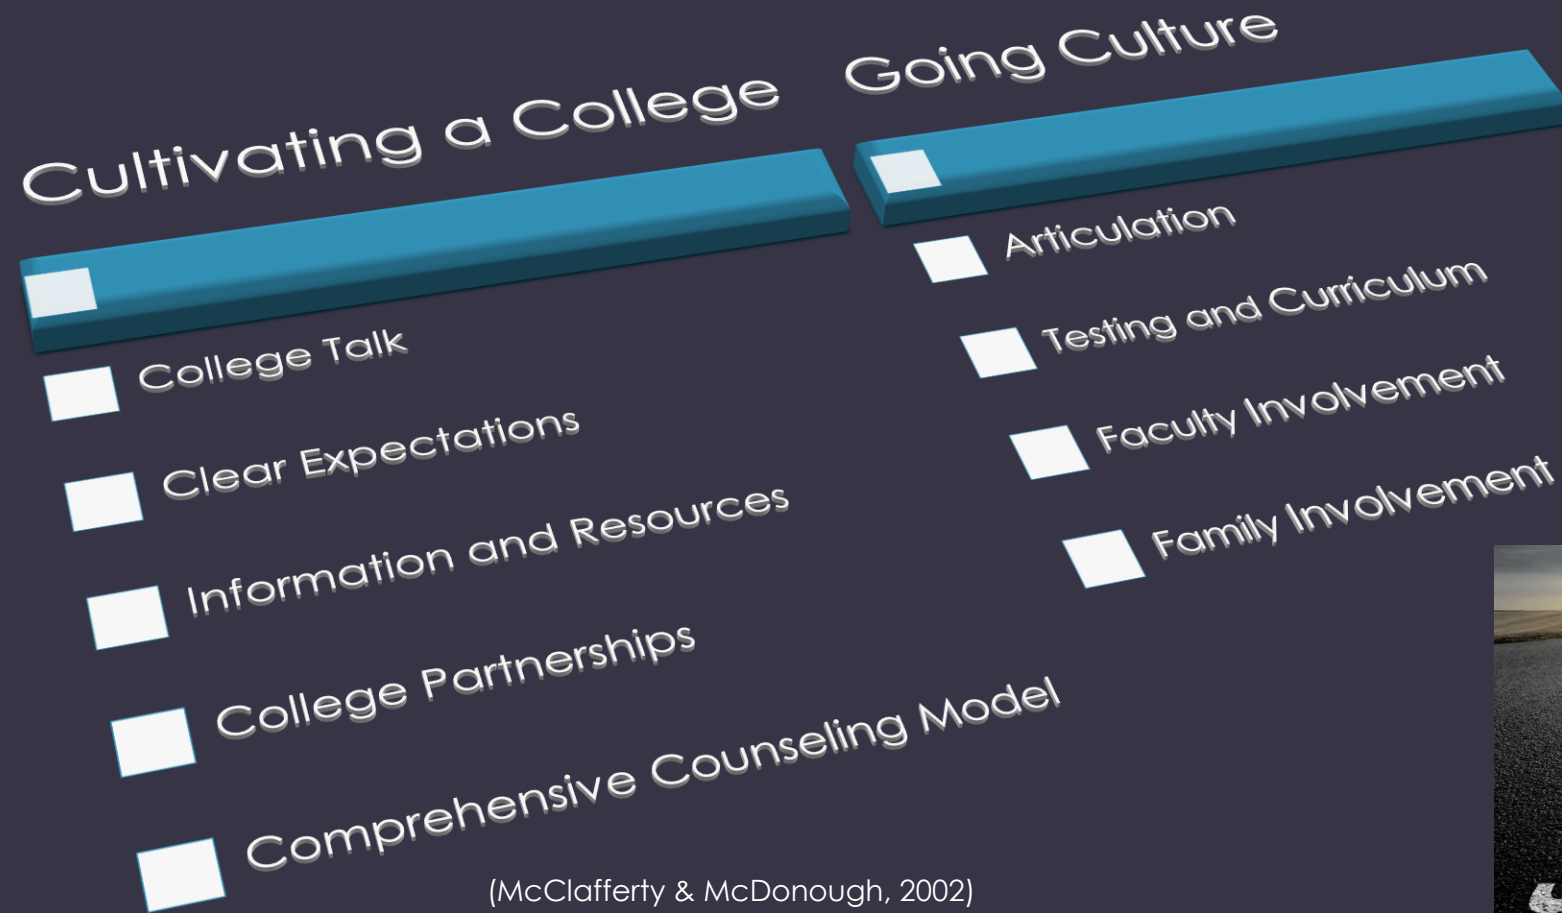 Cultivating a College Going Culture
College Talk
Clear Expectations
Information and Resources
College Partnerships
Comprehensive Counseling Model
Articulation
Testing and Curriculum
Faculty Involvement
Family Involvement
(McClafferty & McDonough, 2002)